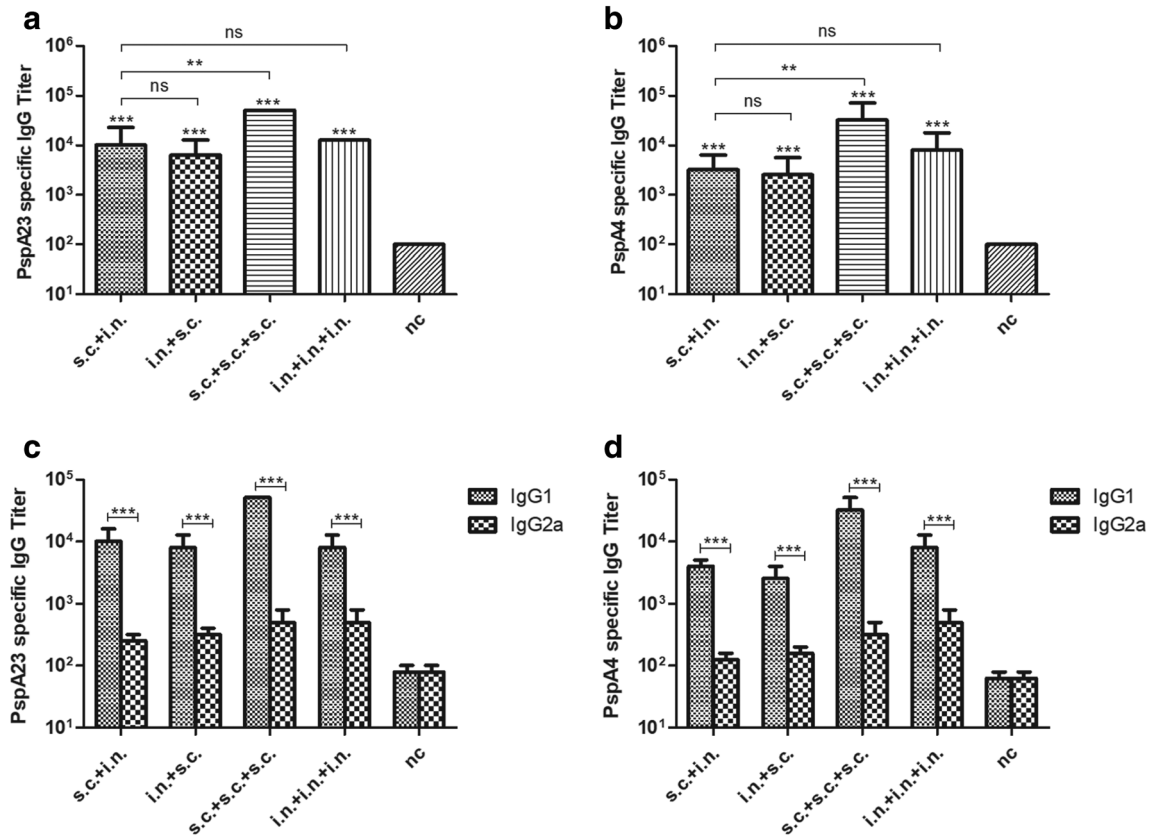 a
PspA23 specific IgG Titer
10⁶
10⁵
10⁴
10³
10²
10¹
ns
**
ns
***
***
***
***
s.c.+i.n.
i.n.+s.c.
s.c.+s.c.+s.c.
i.n.+i.n.+i.n.
nc
b
PspA4 specific IgG Titer
10⁶
10⁵
10⁴
10³
10²
10¹
ns
**
ns
***
***
***
***
s.c.+i.n.
i.n.+s.c.
s.c.+s.c.+s.c.
i.n.+i.n.+i.n.
nc
c
PspA23 specific IgG Titer
10⁵
10⁴
10³
10²
10¹
***
***
***
***
s.c.+i.n.
i.n.+s.c.
s.c.+s.c.+s.c.
i.n.+i.n.+i.n.
nc
IgG1
IgG2a
d
PspA4 specific IgG Titer
10⁵
10⁴
10³
10²
10¹
***
***
***
***
s.c.+i.n.
i.n.+s.c.
s.c.+s.c.+s.c.
i.n.+i.n.+i.n.
nc
IgG1
IgG2a